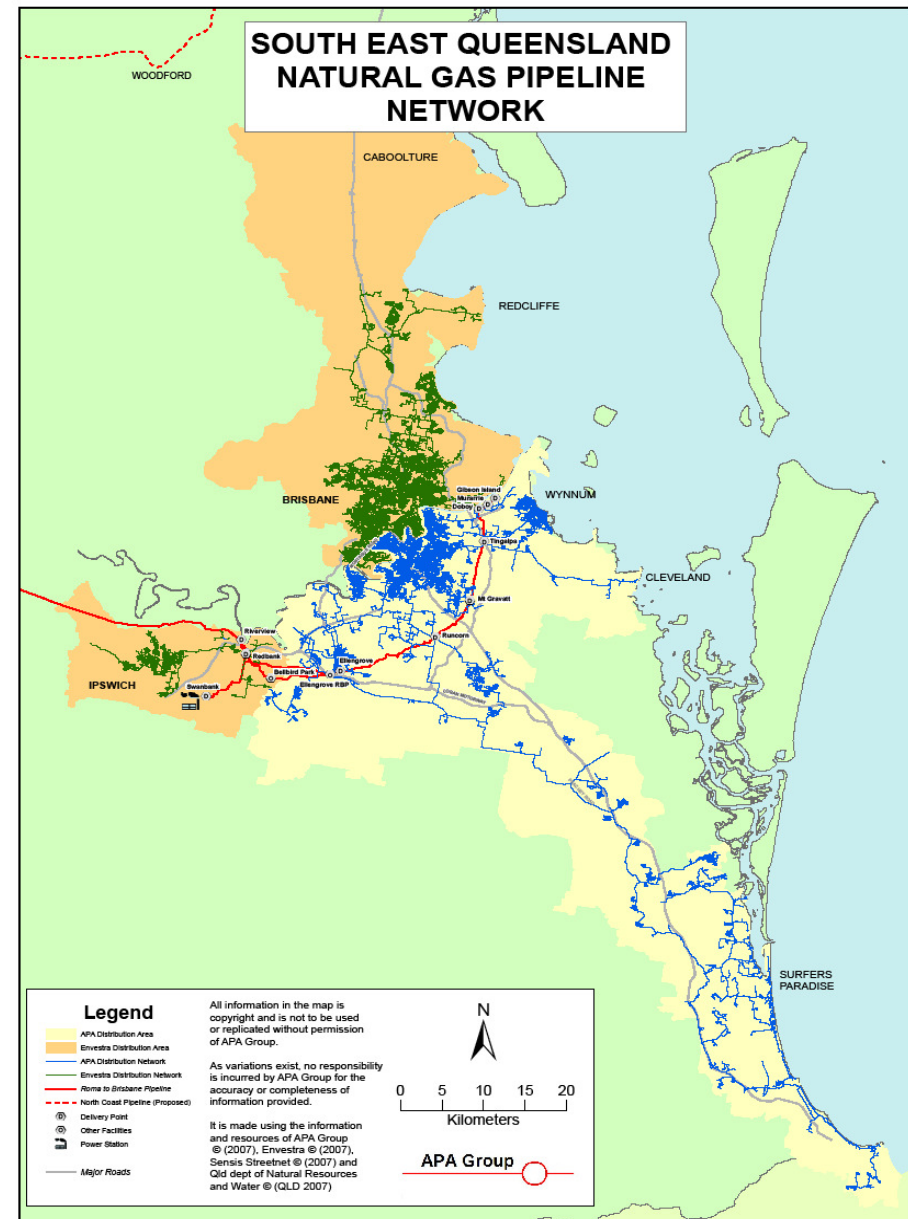 SOUTH EAST QUEENSLAND
NATURAL GAS PIPELINE
NETWORK
WOODFORD
CABOOLTURE
REDCLIFFE
BRISBANE
Gibson Island
Murarrie
Doboy
WYNNUM
Tingalpa
CLEVELAND
Mt Gravatt
Riverview
Runcorn
Redbank
Ellengrove
Bellbird Park
IPSWICH
Swanbank
Ellengrove RBP
LOGAN MOTORWAY
SURFERS
PARADISE
Legend
APA Distribution Area
Envestra Distribution Area
APA Distribution Network
Envestra Distribution Network
Roma to Brisbane Pipeline
North Coast Pipeline (Proposed)
Delivery Point
Other Facilities
Power Station
Major Roads
All information in the map is
copyright and is not to be used
or replicated without permission
of APA Group.
As variations exist, no responsibility
is incurred by APA Group for the
accuracy or completeness of
information provided.
It is made using the information
and resources of APA Group
© (2007), Envestra © (2007),
Sensis Streetnet © (2007) and
Qld dept of Natural Resources
and Water © (QLD 2007)
N
0 5 10 15 20
Kilometers
APA Group